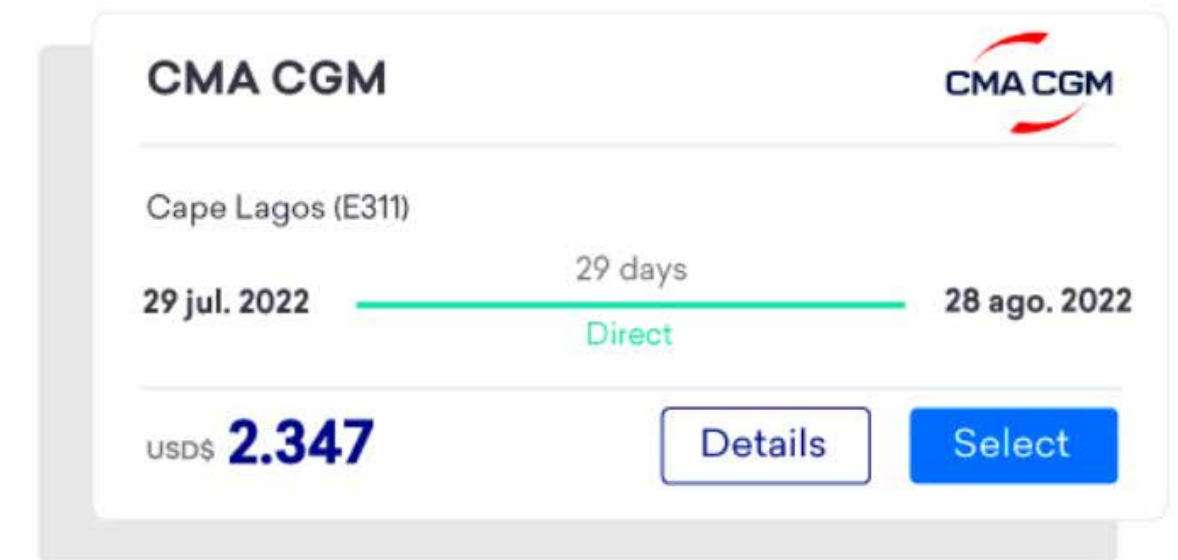 CMA CGM
CMA CGM
Cape Lagos (E311)
29 days
29 jul. 2022
28 ago. 2022
Direct
USD$ 2.347
Details
Select